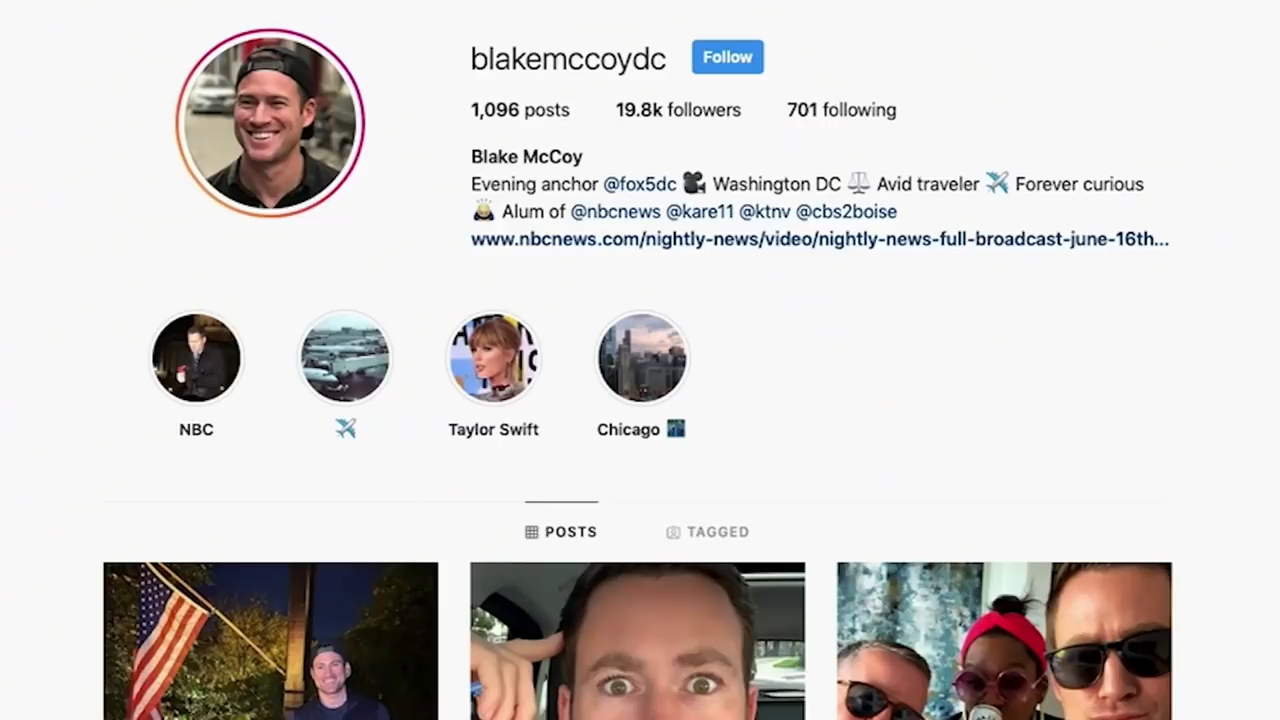 blakemccoydc Follow
1,096 posts 19.8k followers 701 following
Blake McCoy
Evening anchor @fox5dc 🎥 Washington DC ⚖️ Avid traveler ✈️ Forever curious
🛎️ Alum of @nbcnews @kare11 @ktnv @cbs2boise
www.nbcnews.com/nightly-news/video/nightly-news-full-broadcast-june-16th...
NBC ✈️ Taylor Swift Chicago 🌃
POSTS TAGGED